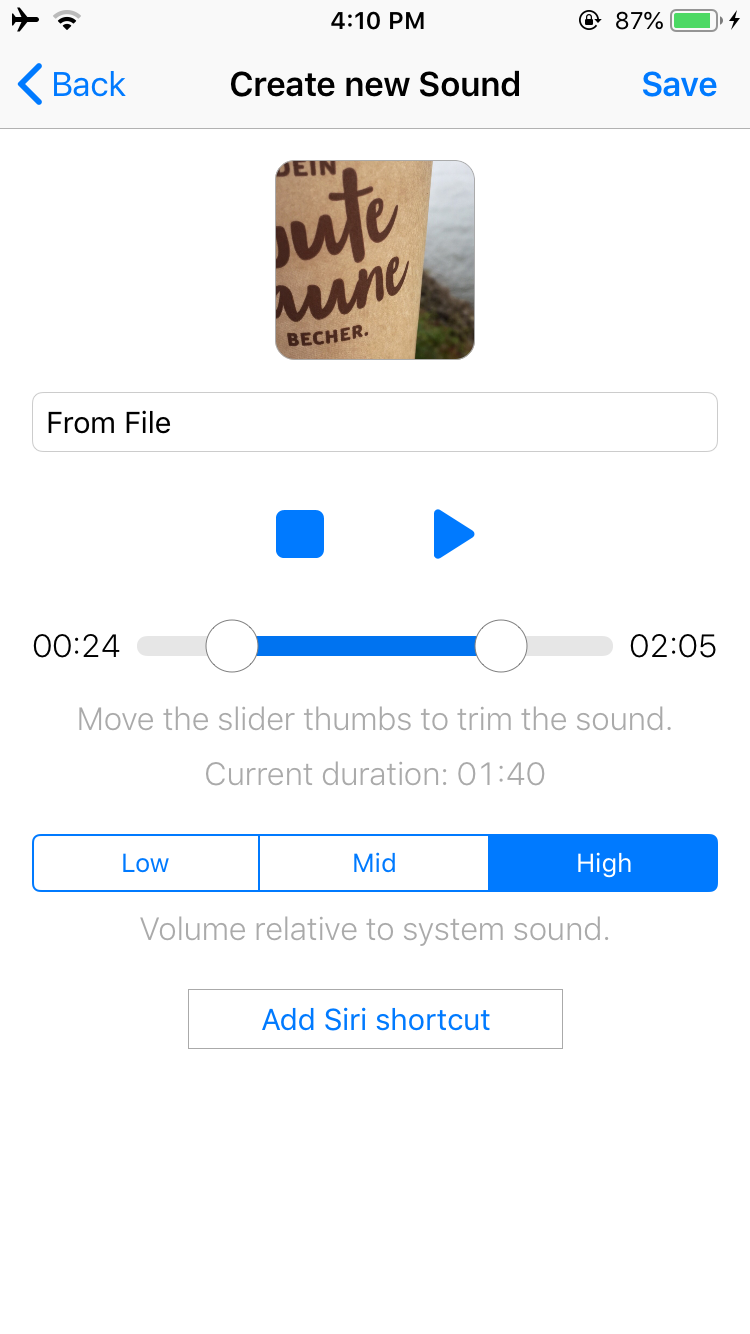 4:10 PM
87%
Back
Create new Sound
Save
DEIN
aune
BECHER.
From File
00:24
02:05
Move the slider thumbs to trim the sound.
Current duration: 01:40
Low
Mid
High
Volume relative to system sound.
Add Siri shortcut